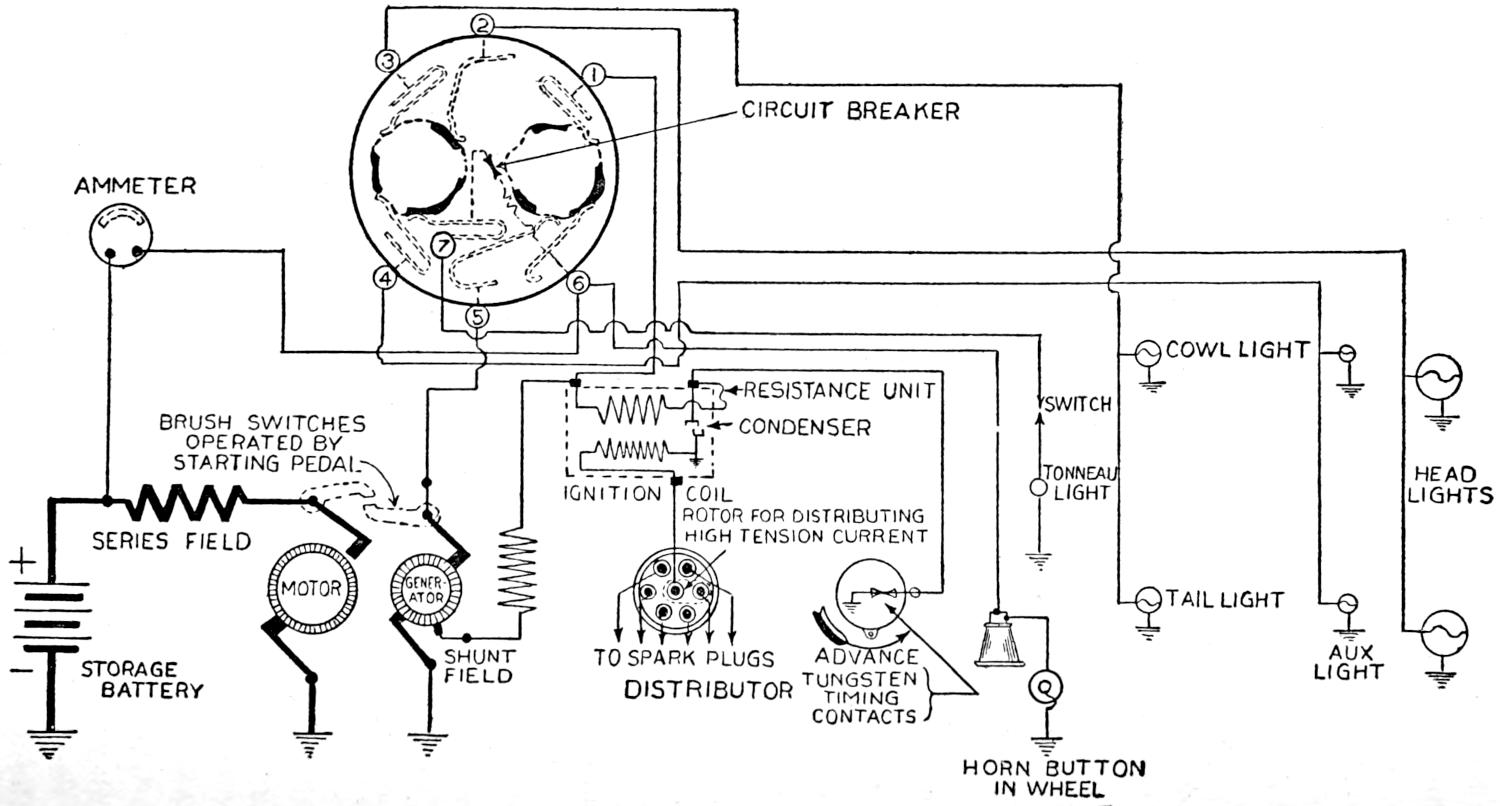 2
3
1
CIRCUIT BREAKER
AMMETER
7
4
6
5
COWL LIGHT
RESISTANCE UNIT
CONDENSER
SWITCH
BRUSH SWITCHES
OPERATED BY
STARTING PEDAL
TONNEAU
LIGHT
HEAD
LIGHTS
IGNITION COIL
ROTOR FOR DISTRIBUTING
HIGH TENSION CURRENT
SERIES FIELD
+
MOTOR
GENER-
ATOR
TAIL LIGHT
-
STORAGE
BATTERY
SHUNT
FIELD
TO SPARK PLUGS
DISTRIBUTOR
ADVANCE
TUNGSTEN
TIMING
CONTACTS
AUX
LIGHT
HORN BUTTON
IN WHEEL